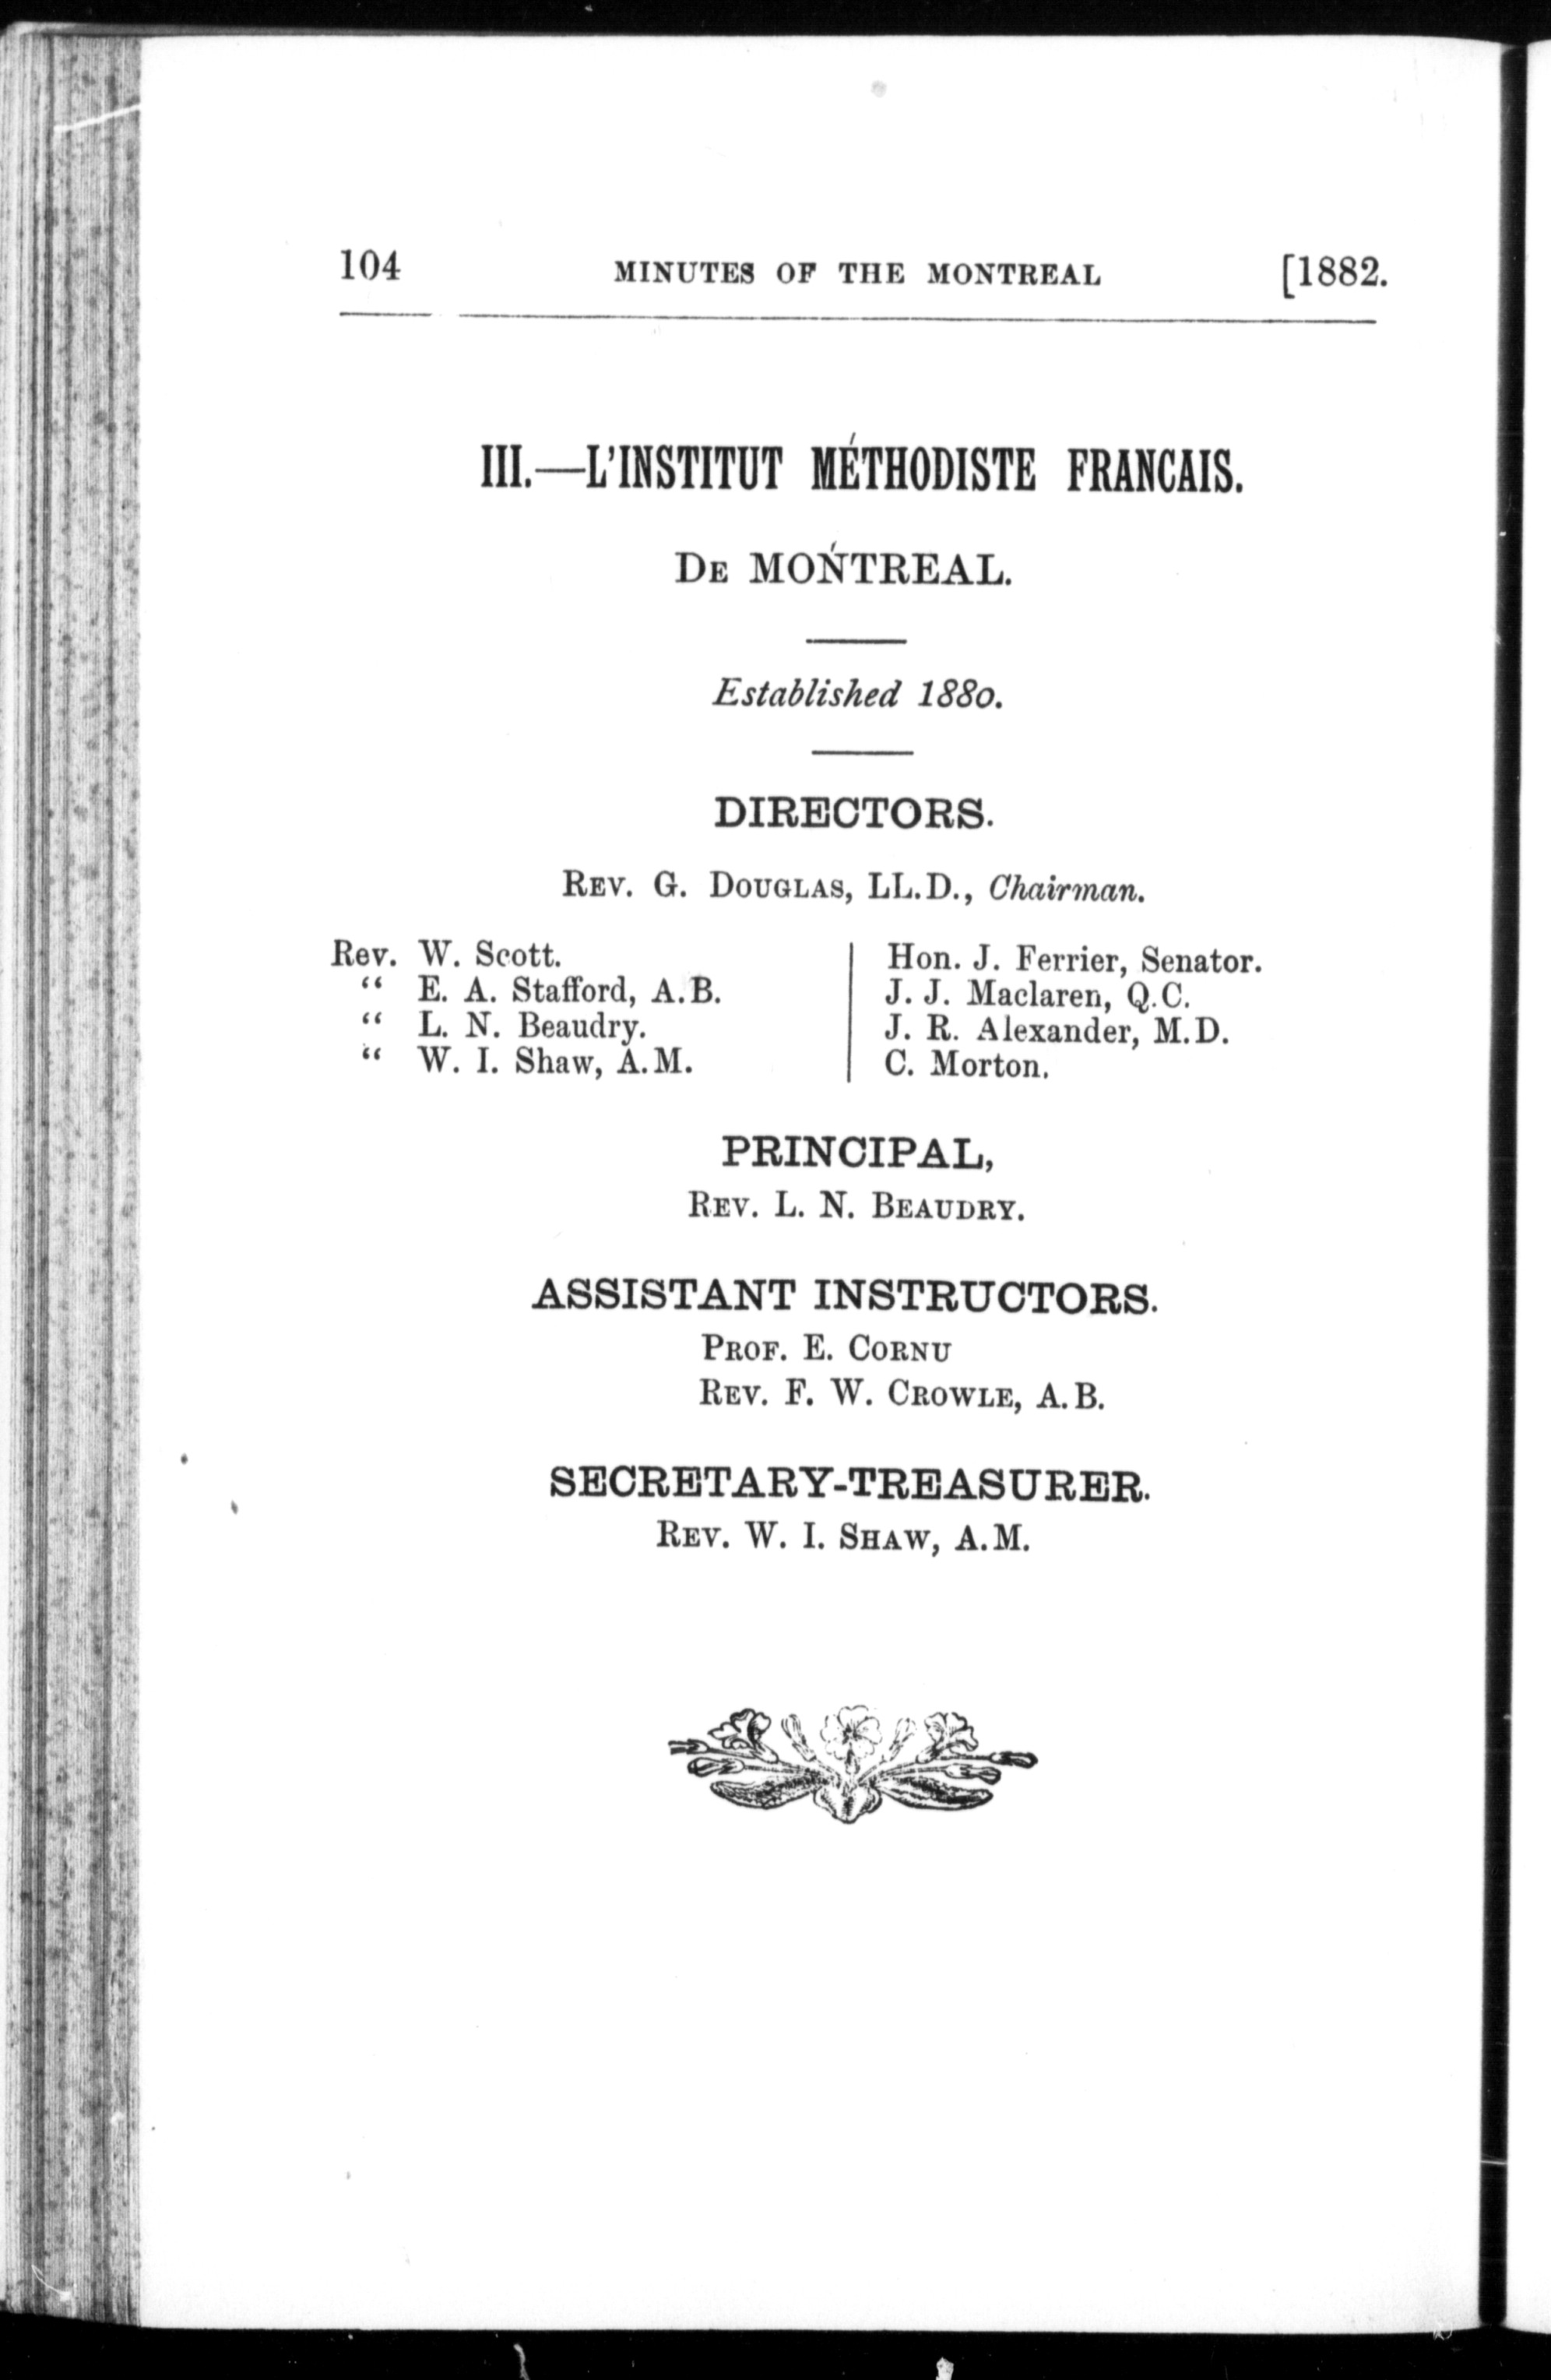 104 MINUTES OF THE MONTREAL [1882.
III.—L'INSTITUT MÉTHODISTE FRANCAIS.
DE MOŃTREAL.
Established 1880.
DIRECTORS.
REV. G. DOUGLAS, LL.D., Chairman.
Rev. W. Scott.
“ E. A. Stafford, A.B.
“ L. N. Beaudry.
“ W. I. Shaw, A.M.
Hon. J. Ferrier, Senator.
J. J. Maclaren, Q.C.
J. R. Alexander, M.D.
C. Morton.
PRINCIPAL,
REV. L. N. BEAUDRY.
ASSISTANT INSTRUCTORS.
PROF. E. CORNU
REV. F. W. CROWLE, A.B.
SECRETARY-TREASURER.
REV. W. I. SHAW, A.M.